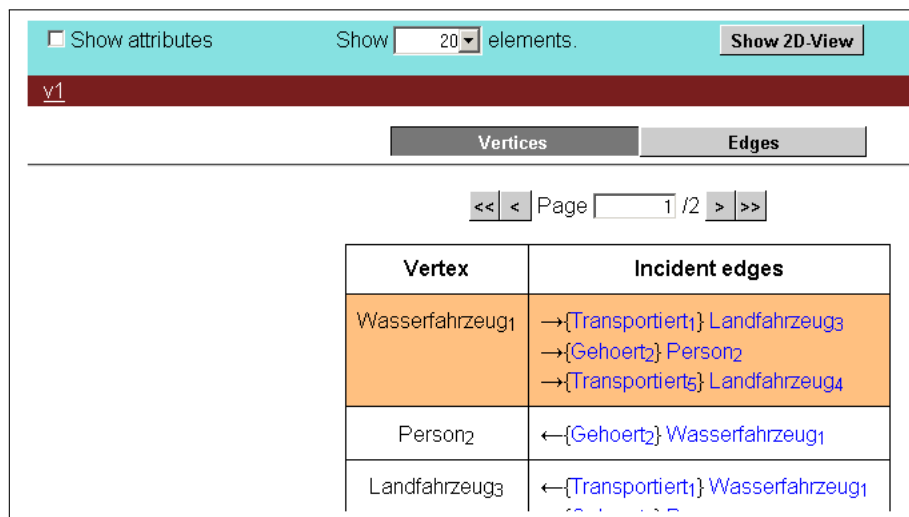 Show attributes Show 20 elements. Show 2D-View
v1
Vertices Edges
<< < Page 1 /2 > >>
Vertex Incident edges
Wasserfahrzeug1 →{Transportiert1} Landfahrzeug3
→{Gehoert2} Person2
→{Transportiert5} Landfahrzeug4
Person2 ←{Gehoert2} Wasserfahrzeug1
Landfahrzeug3 ←{Transportiert1} Wasserfahrzeug1